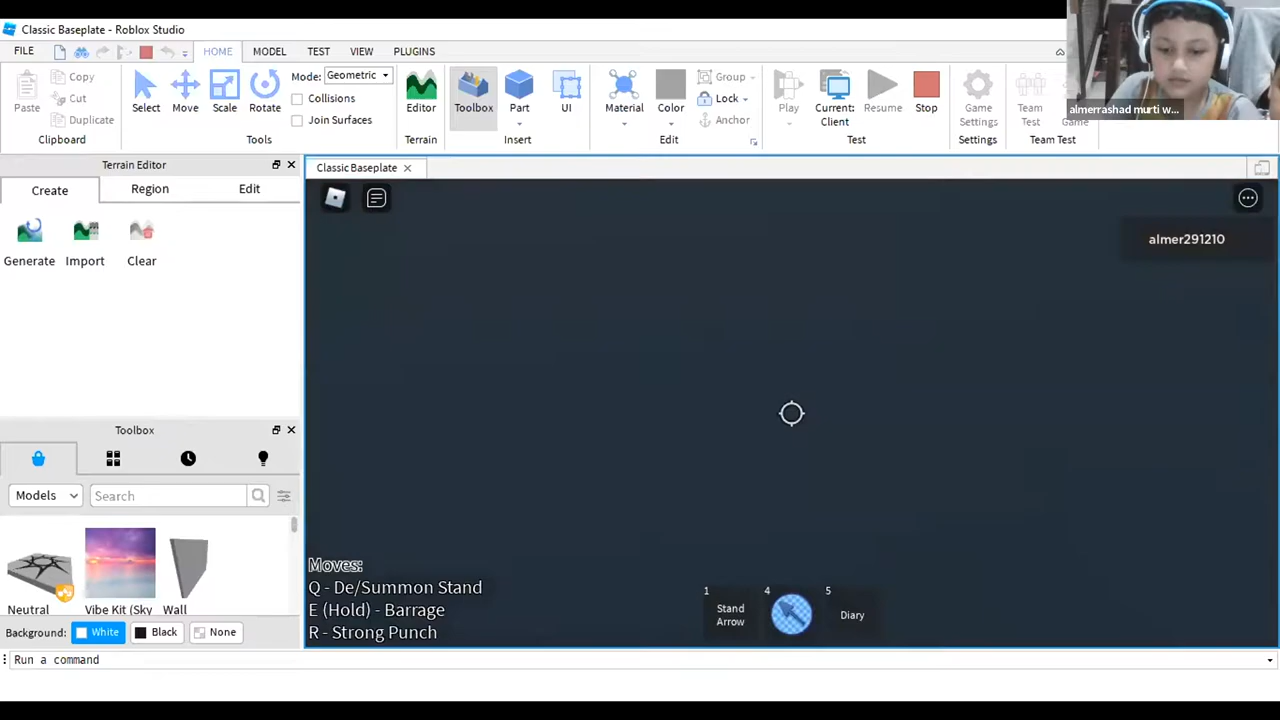 Classic Baseplate - Roblox Studio
FILE HOME MODEL TEST VIEW PLUGINS
Paste Copy Cut Duplicate
Clipboard
Select Move Scale Rotate
Mode: Geometric
Collisions
Join Surfaces
Tools
Editor
Terrain
Toolbox Part UI
Insert
Material Color Group Lock Anchor
Edit
Play Current: Client Resume Stop
Test
Game Settings
Settings
Team Test
Game
Team Test
almerrashad murti w...
Terrain Editor
Create Region Edit
Generate Import Clear
Toolbox
Models Search
Neutral Vibe Kit (Sky Wall
Background: White Black None
Run a command
Classic Baseplate
almer291210
Moves:
Q - De/Summon Stand
E (Hold) - Barrage
R - Strong Punch
1 Stand Arrow
4
5 Diary